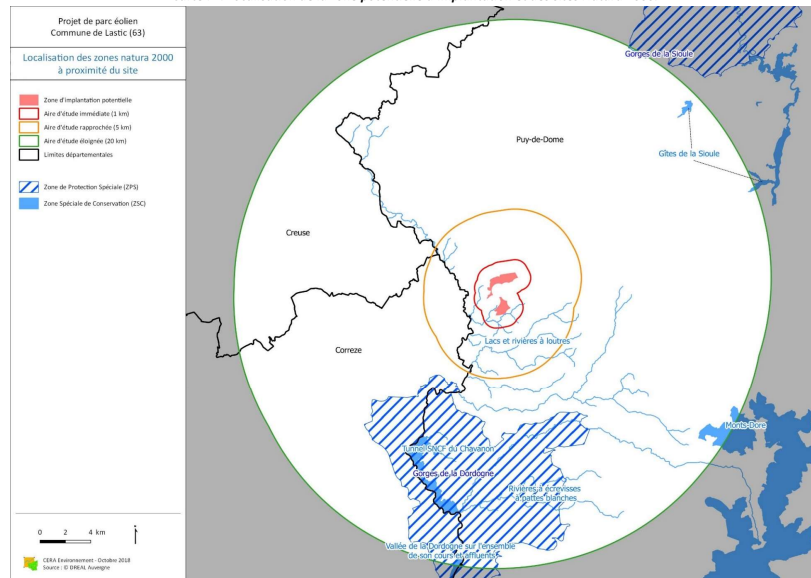 Projet de parc éolien
Commune de Lastic (63)
Localisation des zones natura 2000
à proximité du site
Zone d'implantation potentielle
Aire d'étude immédiate (1 km)
Aire d'étude rapprochée (5 km)
Aire d'étude éloignée (20 km)
Limites départementales
Zone de Protection Spéciale (ZPS)
Zone Spéciale de Conservation (ZSC)
0 2 4 km
CERA Environnement - Octobre 2018
Source : © DREAL Auvergne
Gorges de la Sioule
Puy-de-Dome
Gîtes de la Sioule
Creuse
Correze
Lacs et rivières à loutres
Monts-Dore
Tunnel SNCF du Chavanon
Gorges de la Dordogne
Rivières à écrevisses
à pattes blanches
Vallée de la Dordogne sur l'ensemble
de son cours et affluents